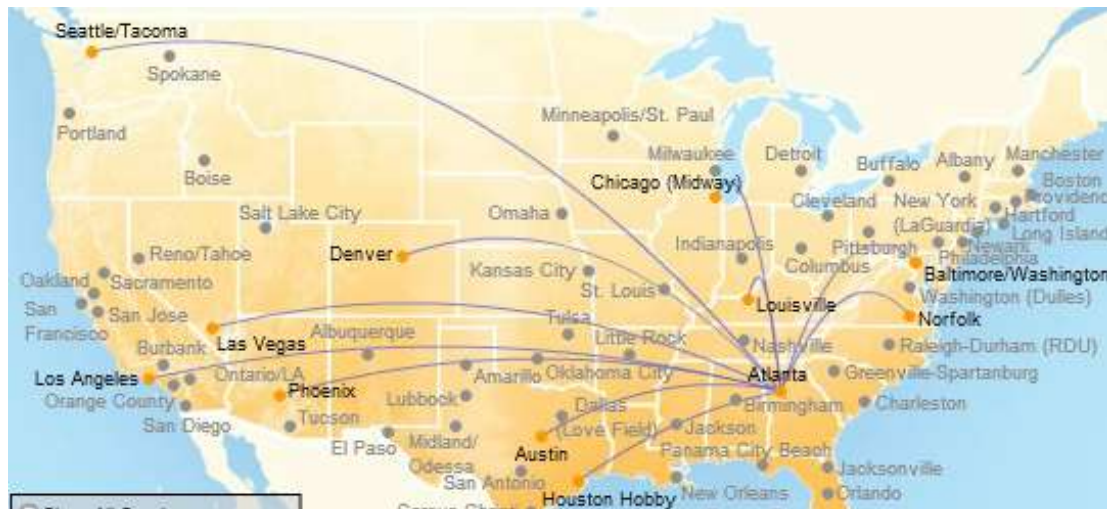 Seattle/Tacoma
Spokane
Portland
Minneapolis/St. Paul
Milwaukee
Detroit
Buffalo
Albany
Manchester
Boise
Chicago (Midway)
Boston
Providenc
Cleveland
New York
(LaGuardia)
Hartford
Long Island
Salt Lake City
Omaha
Reno/Tahoe
Denver
Indianapolis
Columbus
Pittsburgh
Newark
Philadelphia
Oakland
Sacramento
Kansas City
Baltimore/Washington
St. Louis
Louisville
Washington (Dulles)
San
Francisco
San Jose
Norfolk
Albuquerque
Tulsa
Las Vegas
Little Rock
Nashville
Raleigh-Durham (RDU)
Burbank
Los Angeles
Ontario/LA
Phoenix
Amarillo
Oklahoma City
Atlanta
Greenville-Spartanburg
Orange County
Lubbock
Dallas
(Love Field)
Birmingham
Charleston
San Diego
Tucson
El Paso
Midland/
Odessa
Austin
Jackson
Panama City Beach
San Antonio
Jacksonville
Houston Hobby
New Orleans
Orlando